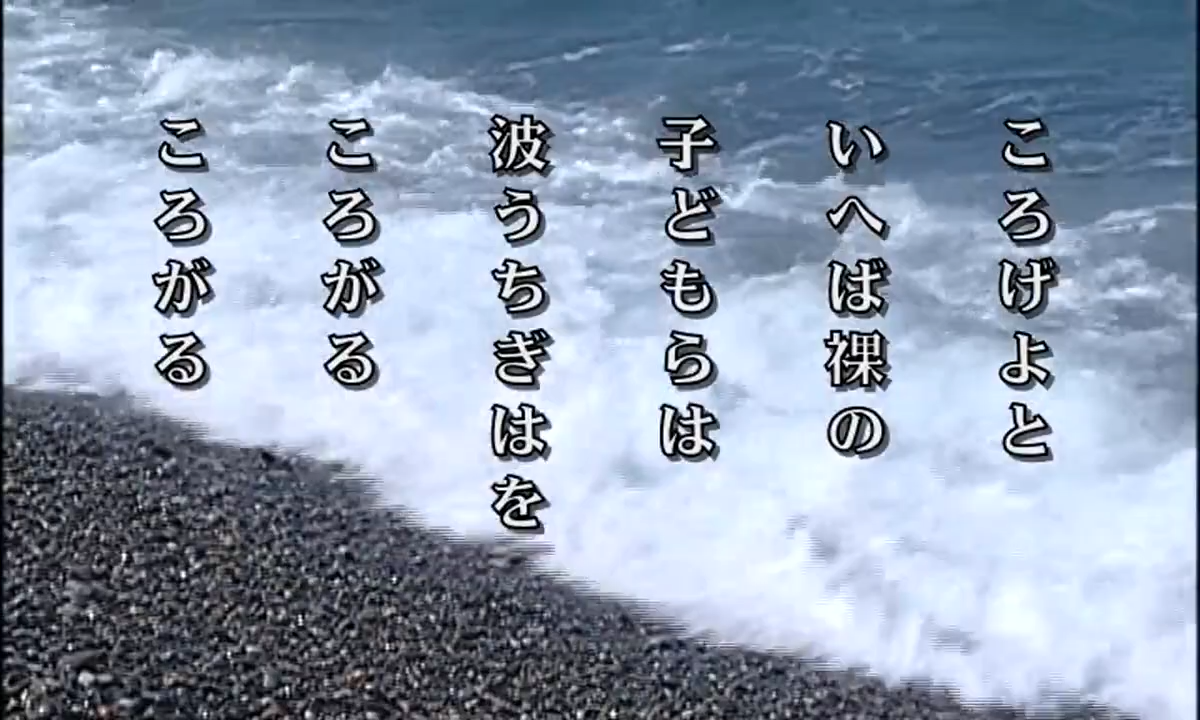 ころげよと
いへば裸の
子どもらは
波うちぎはを
ころがる
ころがる